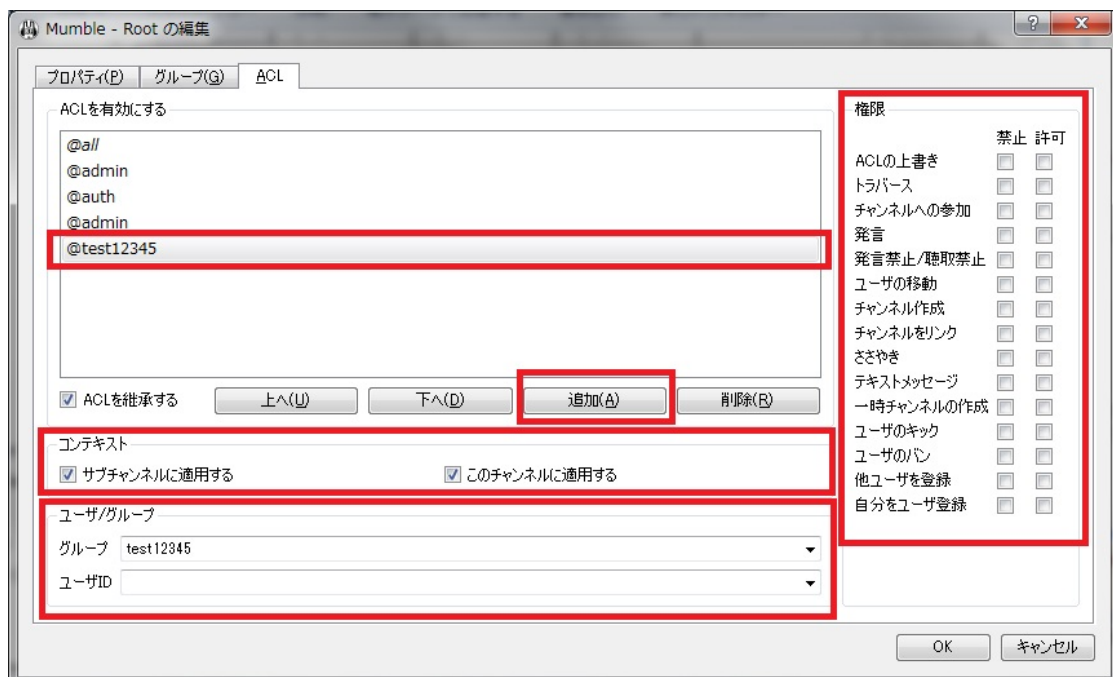 Mumble - Root の編集
プロパティ(P) グループ(G) ACL
ACLを有効にする
@all
@admin
@auth
@admin
@test12345
ACLを継承する 上へ(U) 下へ(D) 追加(A) 削除(R)
コンテキスト
サブチャンネルに適用する このチャンネルに適用する
ユーザ/グループ
グループ test12345
ユーザID
権限
禁止 許可
ACLの上書き
トラバース
チャンネルへの参加
発言
発言禁止/聴取禁止
ユーザの移動
チャンネル作成
チャンネルをリンク
ささやき
テキストメッセージ
一時チャンネルの作成
ユーザのキック
ユーザのバン
他ユーザを登録
自分をユーザ登録
OK キャンセル